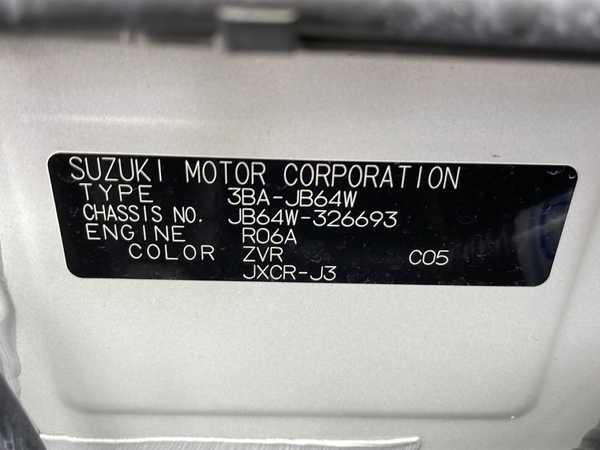 SUZUKI MOTOR CORPORATION
TYPE 3BA-JB64W
CHASSIS NO. JB64W-326693
ENGINE R06A
COLOR ZVR C05
JXCR-J3